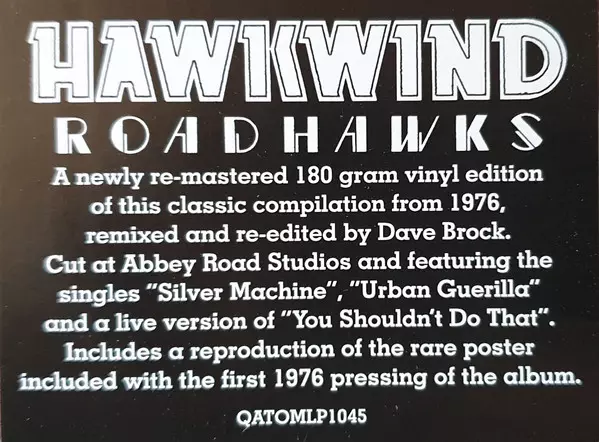 HAWKWIND
ROADHAWKS
A newly re-mastered 180 gram vinyl edition
of this classic compilation from 1976,
remixed and re-edited by Dave Brock.
Cut at Abbey Road Studios and featuring the
singles "Silver Machine", "Urban Guerilla"
and a live version of "You Shouldn't Do That".
Includes a reproduction of the rare poster
included with the first 1976 pressing of the album.
QATOMLP1045